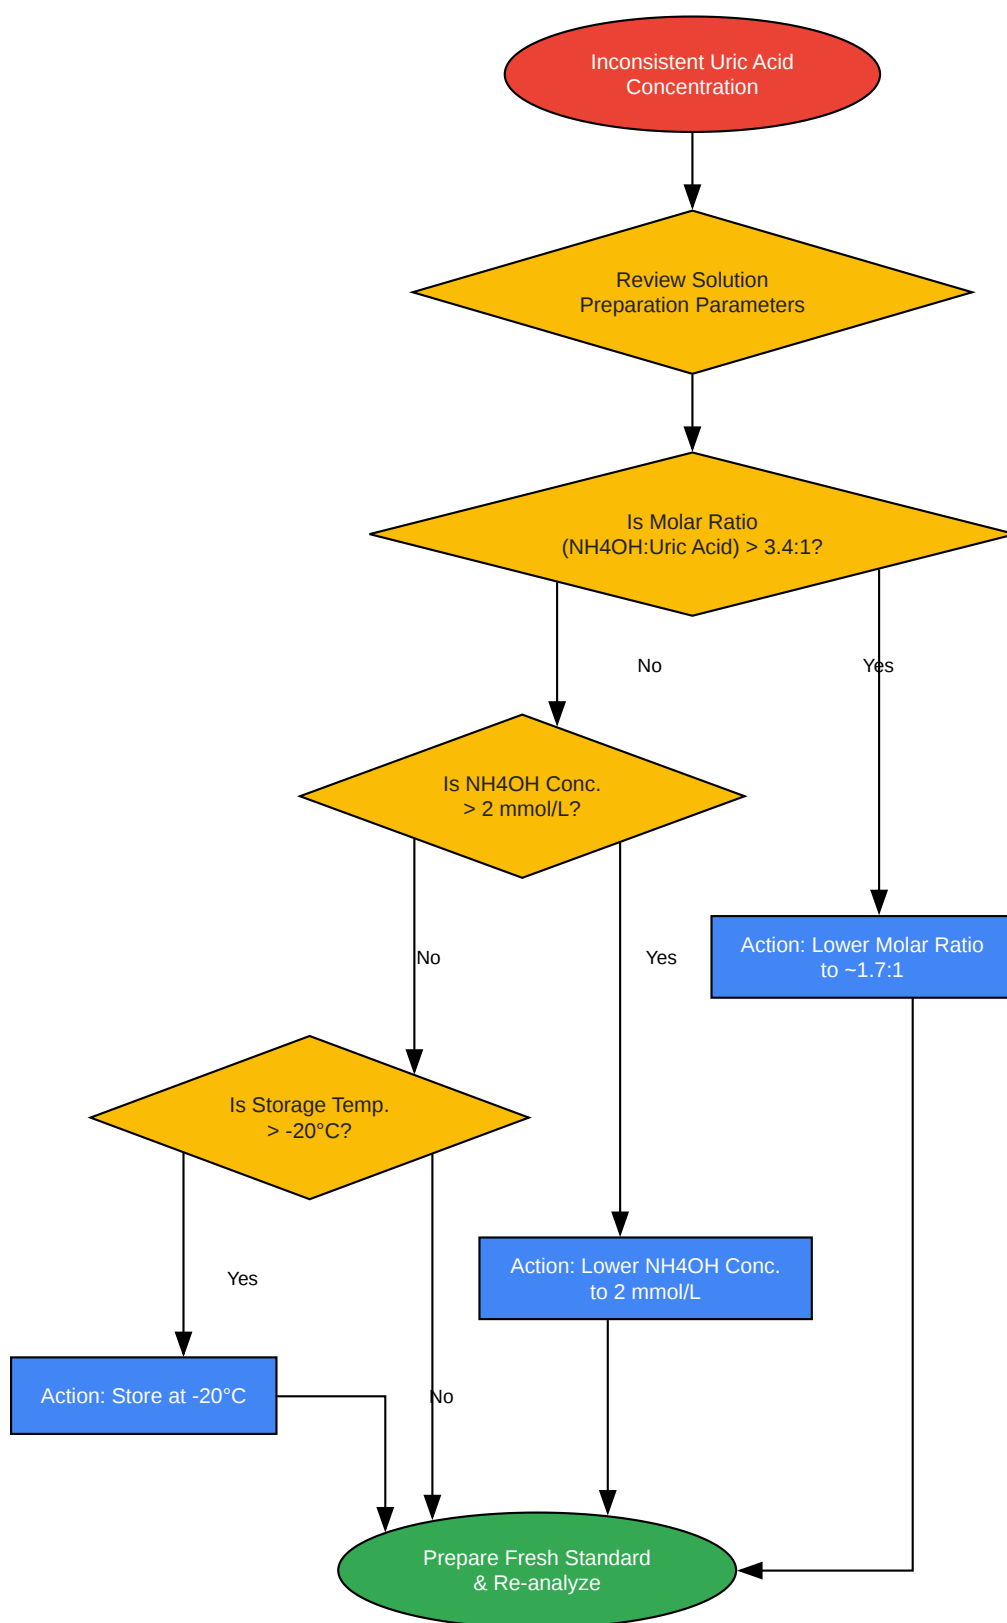 Inconsistent Uric Acid
Concentration
Review Solution
Preparation Parameters
Is Molar Ratio
(NH4OH:Uric Acid) > 3.4:1?
No
Yes
Is NH4OH Conc.
> 2 mmol/L?
Action: Lower Molar Ratio
to ~1.7:1
No
Yes
Is Storage Temp.
> -20°C?
Action: Lower NH4OH Conc.
to 2 mmol/L
Yes
Action: Store at -20°C
No
Prepare Fresh Standard
& Re-analyze